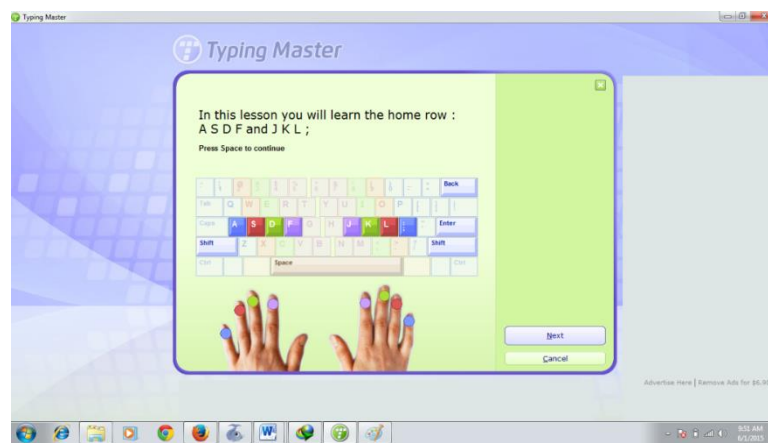 Typing Master
Typing Master
In this lesson you will learn the home row :
A S D F and J K L ;
Press Space to continue
Back
Tab Q W E R T Y U I O P
Caps A S D F G H J K L ; Enter
Shift Z X C V B N M Shift
Ctrl Space Ctrl
Next
Cancel
Advertise Here | Remove Ads for $6.90
9:51 AM
6/1/2015